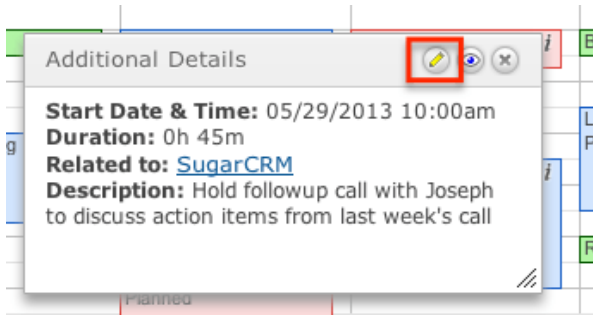 Additional Details
Start Date & Time: 05/29/2013 10:00am
Duration: 0h 45m
Related to: SugarCRM
Description: Hold followup call with Joseph
to discuss action items from last week's call
i
i
g
Planned